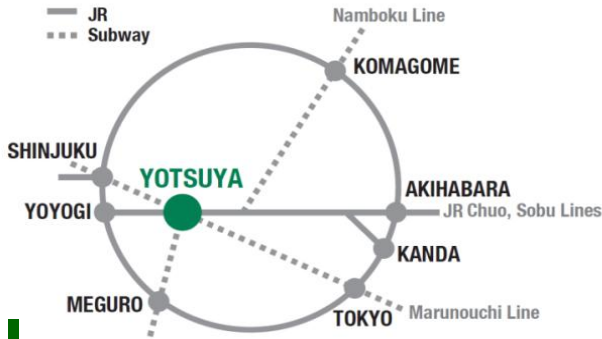 JR
Subway
Namboku Line
KOMAGOME
SHINJUKU
YOTSUYA
AKIHABARA
YOYOGI
JR Chuo, Sobu Lines
KANDA
MEGURO
TOKYO
Marunouchi Line